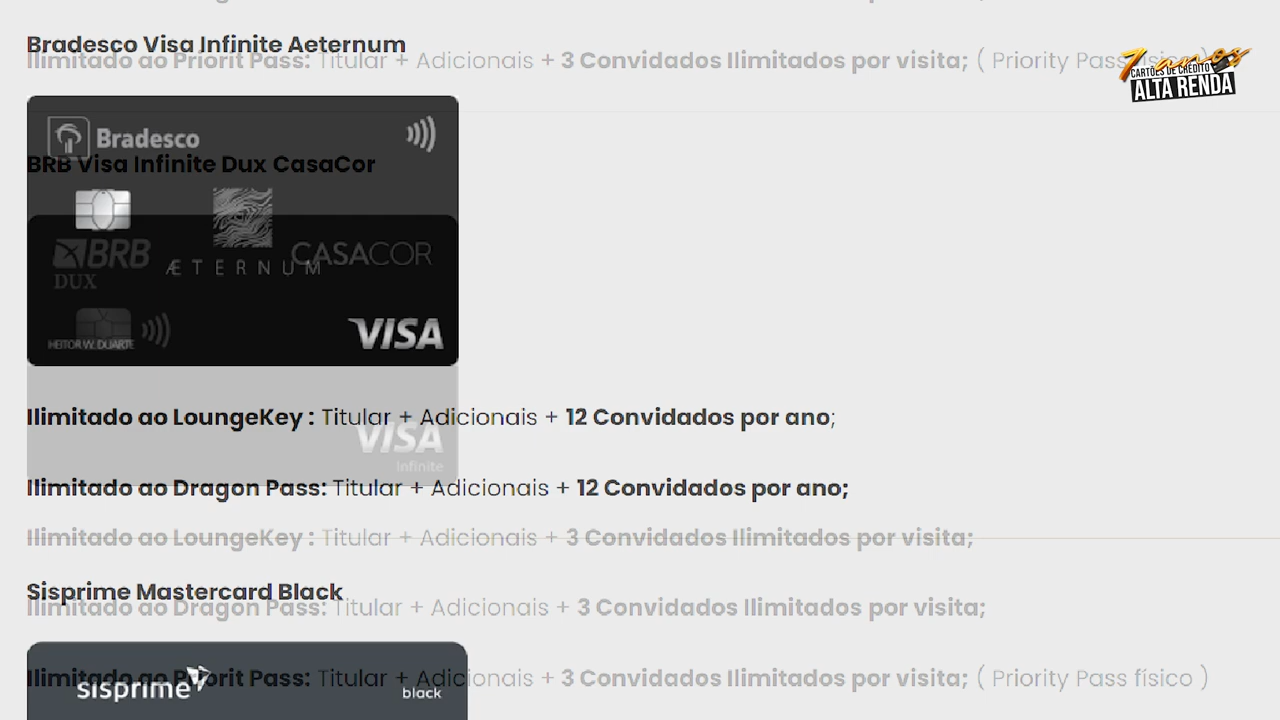 Bradesco Visa Infinite Aeternum
Ilimitado ao Priorit Pass: Titular + Adicionais + 3 Convidados Ilimitados por visita; ( Priority Pass físico )
7 anos
CARTÕES DE CRÉDITO
ALTA RENDA
Bradesco
BRB Visa Infinite Dux CasaCor
BRB
DUX
CASACOR
ÆTERNUM
HEITOR W. DUARTE
VISA
Ilimitado ao LoungeKey : Titular + Adicionais + 12 Convidados por ano;
VISA
Infinite
Ilimitado ao Dragon Pass: Titular + Adicionais + 12 Convidados por ano;
Ilimitado ao LoungeKey : Titular + Adicionais + 3 Convidados Ilimitados por visita;
Sisprime Mastercard Black
Ilimitado ao Dragon Pass: Titular + Adicionais + 3 Convidados Ilimitados por visita;
Ilimitado ao Priorit Pass: Titular + Adicionais + 3 Convidados Ilimitados por visita; ( Priority Pass físico )
sisprime
black